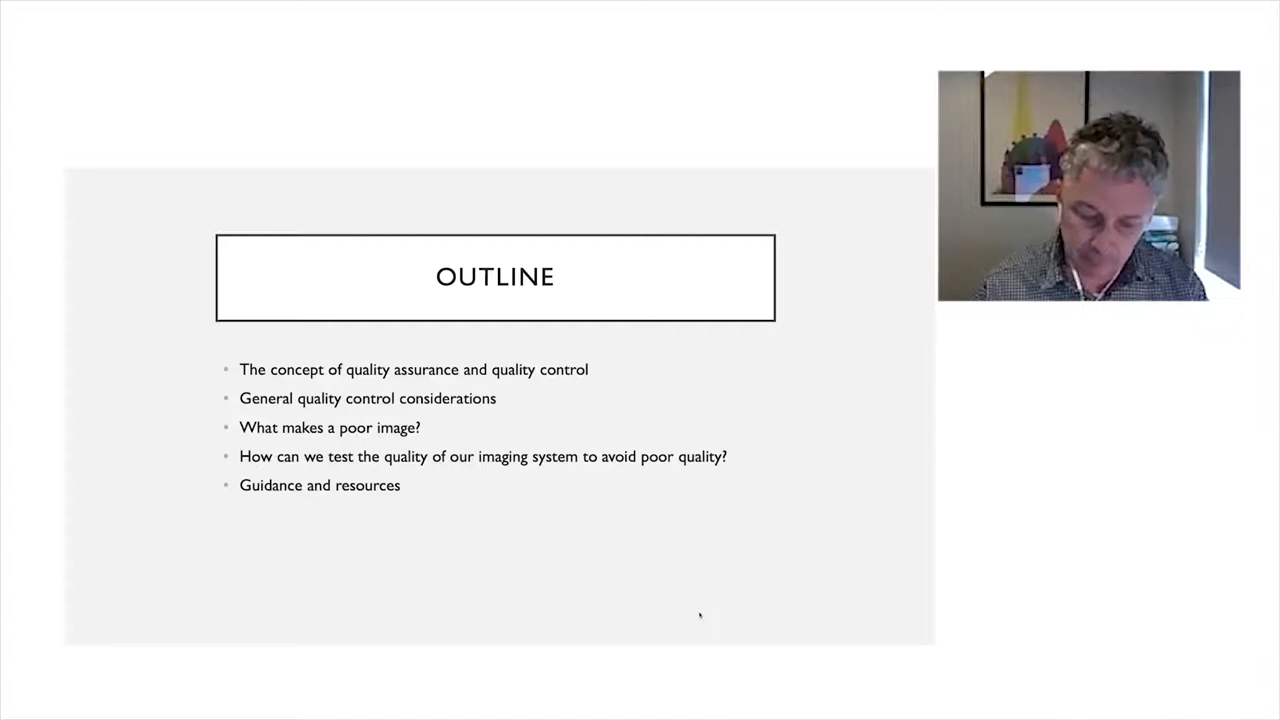 OUTLINE
The concept of quality assurance and quality control
General quality control considerations
What makes a poor image?
How can we test the quality of our imaging system to avoid poor quality?
Guidance and resources